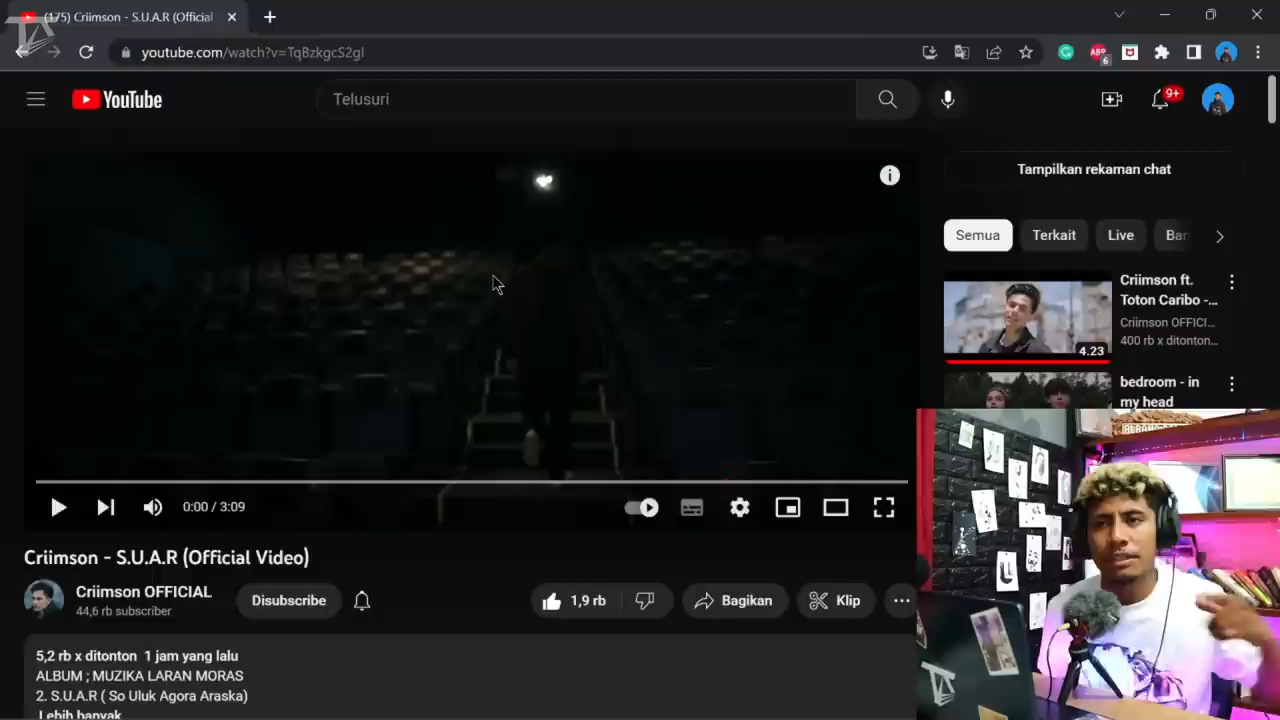 (175) Criimson - S.U.A.R (Official
youtube.com/watch?v=TqBzkgcS2gI
6
YouTube
Telusuri
9+
Tampilkan rekaman chat
Semua
Terkait
Live
Bar
Criimson ft.
Toton Caribo -...
Criimson OFFICI...
400 rb x ditonton...
4.23
bedroom - in
my head
0:00 / 3:09
Criimson - S.U.A.R (Official Video)
Criimson OFFICIAL
44,6 rb subscriber
Disubscribe
1,9 rb
Bagikan
Klip
5,2 rb x ditonton 1 jam yang lalu
ALBUM ; MUZIKA LARAN MORAS
2. S.U.A.R ( So Uluk Agora Araska)
Lebih banyak